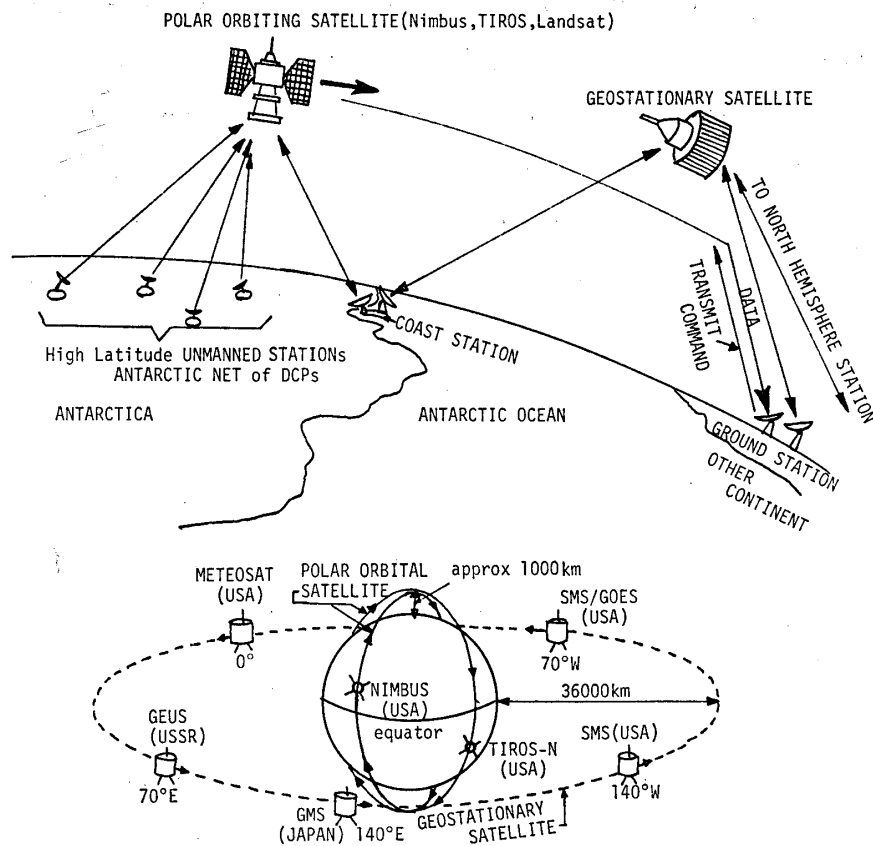 POLAR ORBITING SATELLITE(Nimbus,TIROS,Landsat)
GEOSTATIONARY SATELLITE
TO NORTH HEMISPHERE STATION
TRANSMIT
COMMAND
DATA
COAST STATION
High Latitude UNMANNED STATIONs
ANTARCTIC NET of DCPs
ANTARCTICA
ANTARCTIC OCEAN
GROUND STATION
OTHER
CONTINENT
METEOSAT
(USA)
0°
POLAR ORBITAL
SATELLITE
approx 1000km
SMS/GOES
(USA)
70°W
36000km
NIMBUS
(USA)
equator
GEUS
(USSR)
70°E
TIROS-N
(USA)
SMS(USA)
140°W
GMS
(JAPAN) 140°E
GEOSTATIONARY
SATELLITE